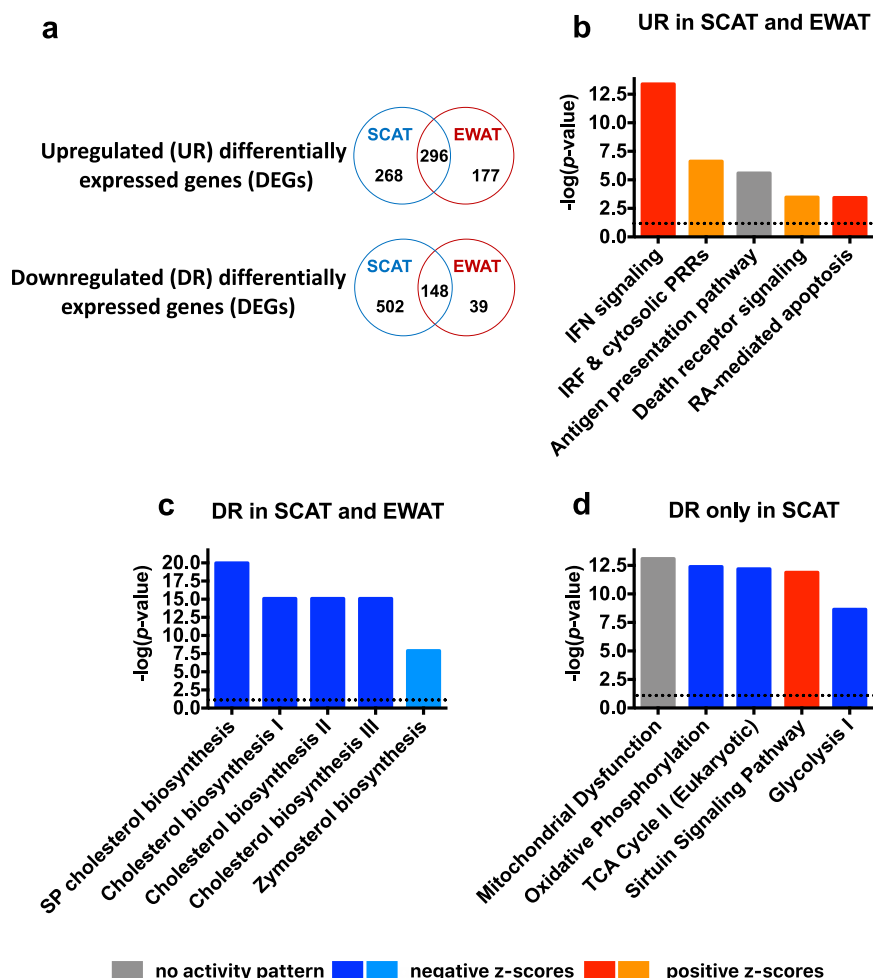 a
Upregulated (UR) differentially
expressed genes (DEGs)
SCAT
EWAT
268
296
177
Downregulated (DR) differentially
expressed genes (DEGs)
SCAT
EWAT
502
148
39
b
UR in SCAT and EWAT
-log(p-value)
12.5
10.0
7.5
5.0
2.5
0.0
IFN signaling
IRF & cytosolic PRRs
Antigen presentation pathway
Death receptor signaling
RA-mediated apoptosis
c
DR in SCAT and EWAT
-log(p-value)
20.0
17.5
15.0
12.5
10.0
7.5
5.0
2.5
0.0
SP cholesterol biosynthesis
Cholesterol biosynthesis I
Cholesterol biosynthesis II
Cholesterol biosynthesis III
Zymosterol biosynthesis
d
DR only in SCAT
-log(p-value)
12.5
10.0
7.5
5.0
2.5
0.0
Mitochondrial Dysfunction
Oxidative Phosphorylation
TCA Cycle II (Eukaryotic)
Sirtuin Signaling Pathway
Glycolysis I
no activity pattern
negative z-scores
positive z-scores